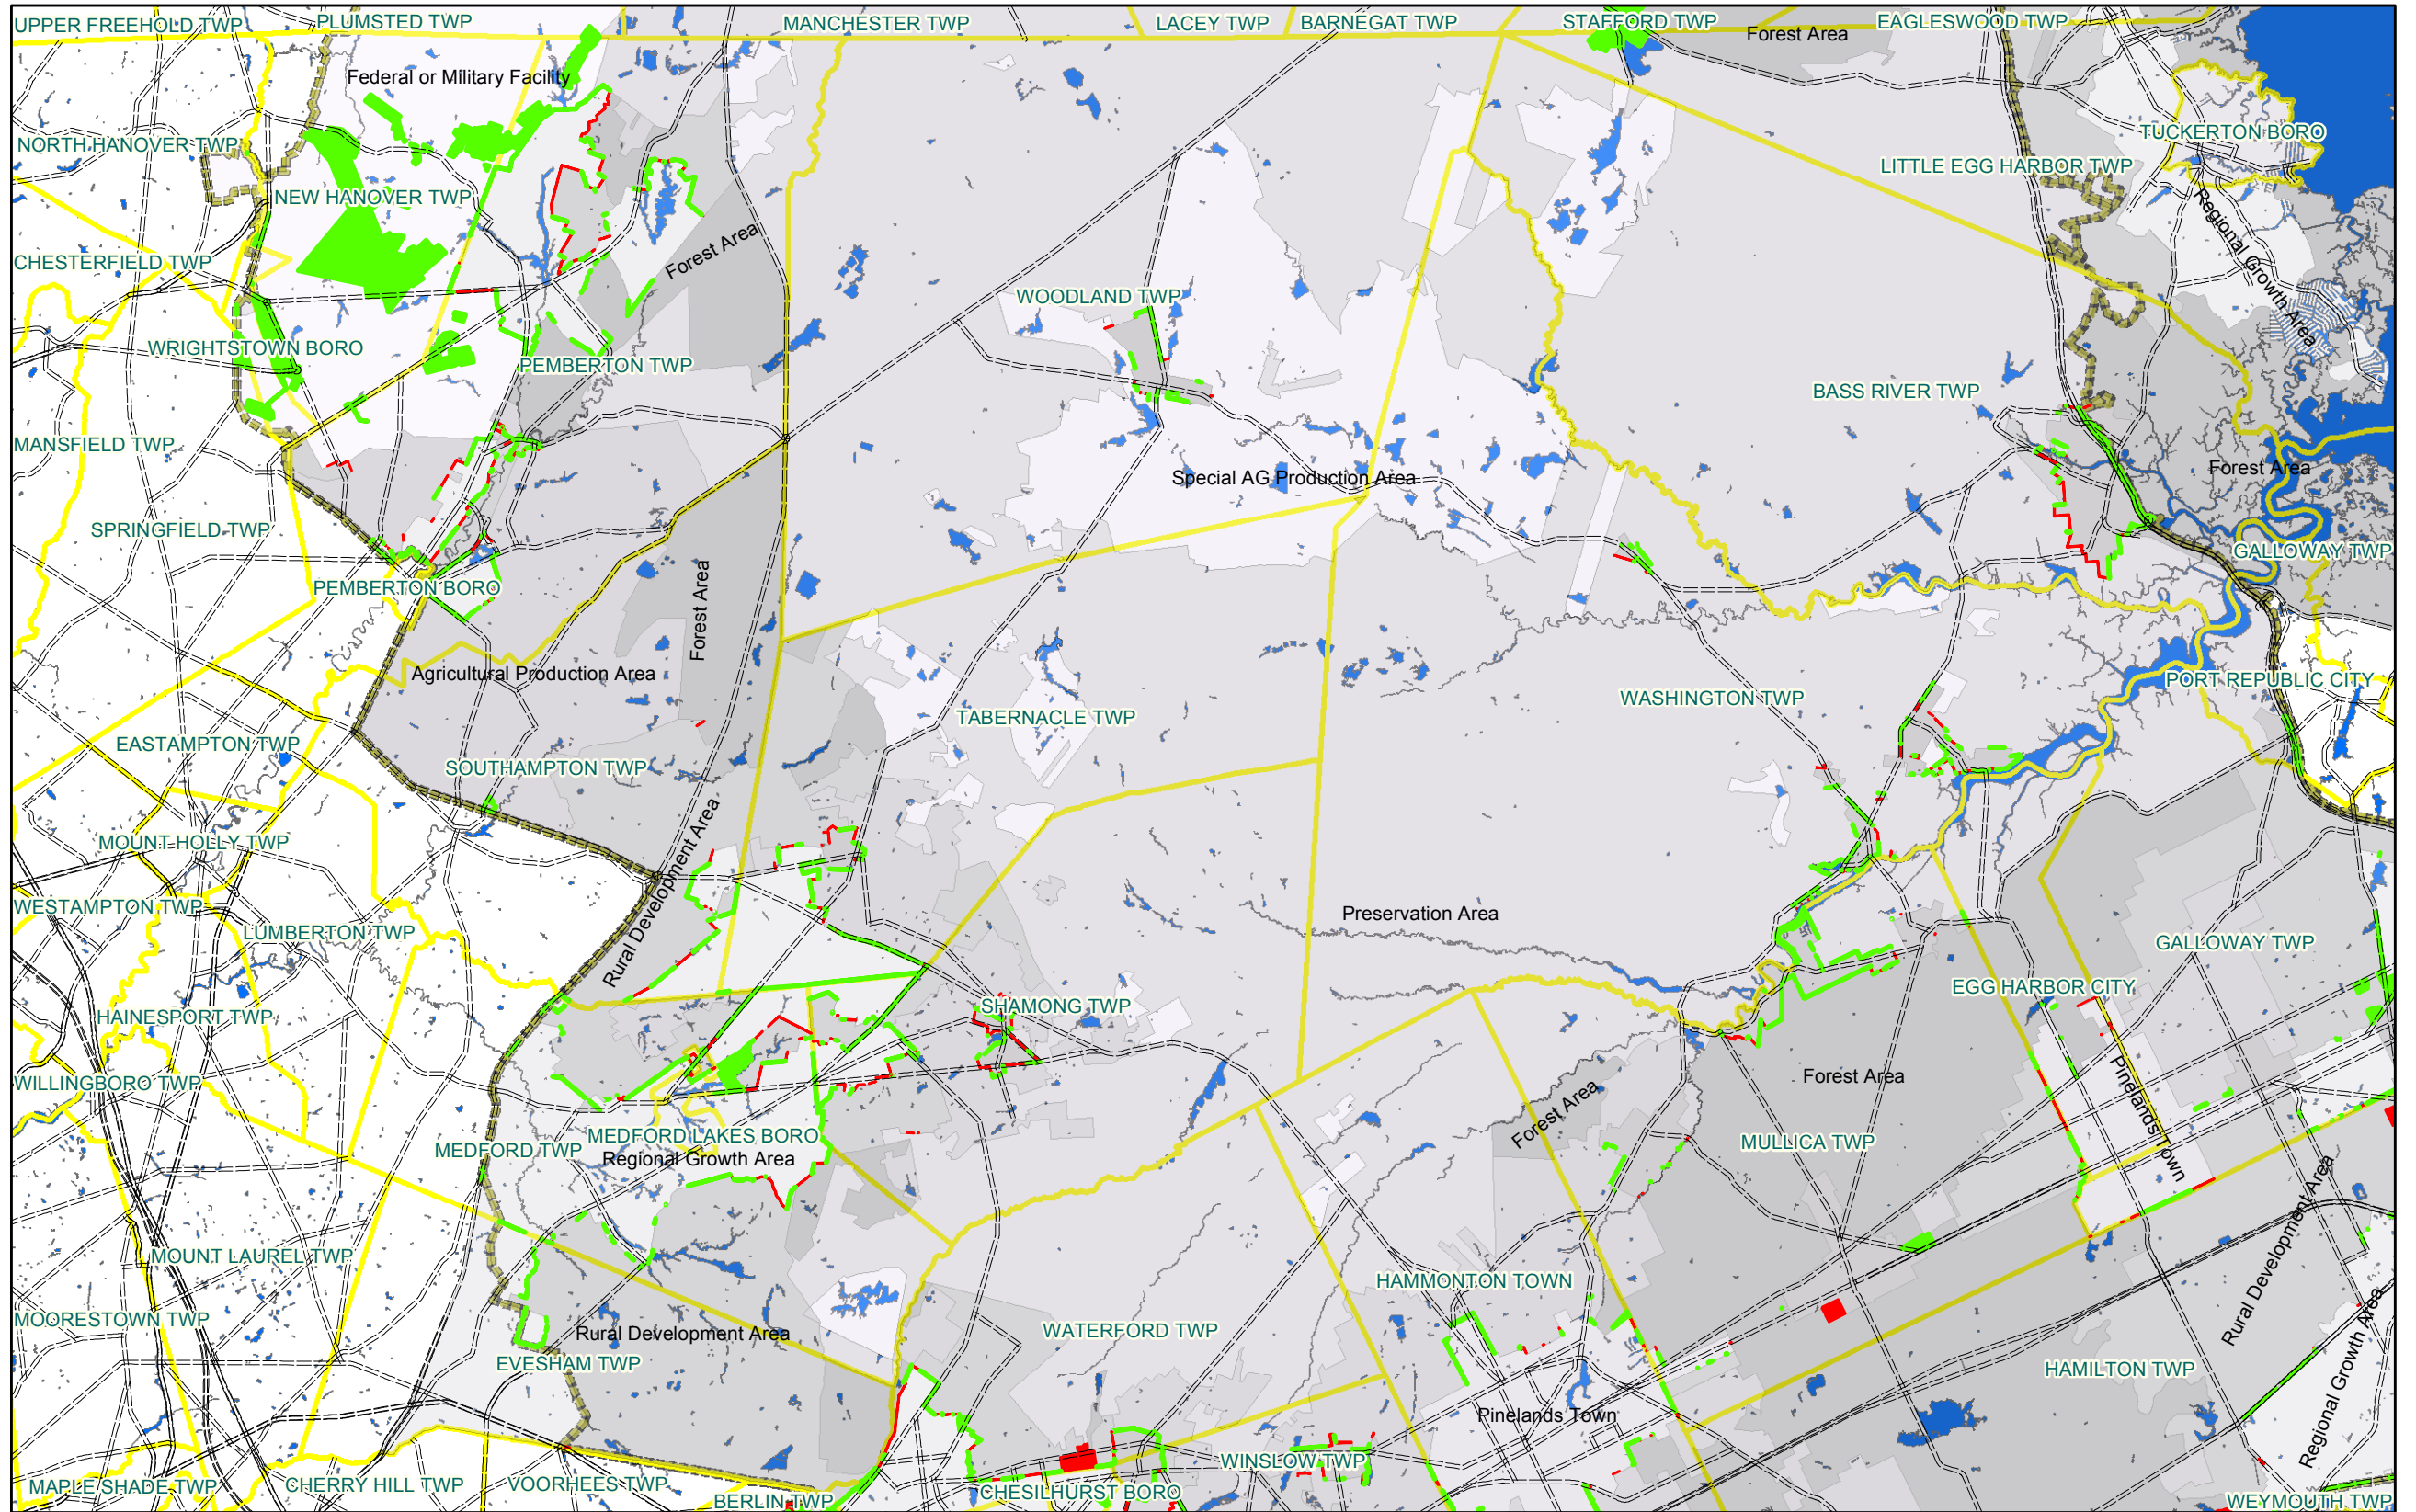 UPPER FREEHOLD TWP
PLUMSTED TWP
MANCHESTER TWP
LACEY TWP
BARNEGAT TWP
STAFFORD TWP
EAGLESWOOD TWP
Forest Area
Federal or Military Facility
NORTH HANOVER TWP
TUCKERTON BORO
LITTLE EGG HARBOR TWP
NEW HANOVER TWP
Forest Area
Regional Growth Area
CHESTERFIELD TWP
WOODLAND TWP
WRIGHTSTOWN BORO
PEMBERTON TWP
BASS RIVER TWP
MANSFIELD TWP
Special AG Production Area
Forest Area
SPRINGFIELD TWP
GALLOWAY TWP
PEMBERTON BORO
Forest Area
Agricultural Production Area
PORT REPUBLIC CITY
WASHINGTON TWP
TABERNACLE TWP
EASTAMPTON TWP
SOUTHAMPTON TWP
MOUNT HOLLY TWP
Rural Development Area
WESTAMPTON TWP
Preservation Area
LUMBERTON TWP
GALLOWAY TWP
EGG HARBOR CITY
SHAMONG TWP
HAINESPORT TWP
WILLINGBORO TWP
Forest Area
Forest Area
Pinelands Town
MEDFORD LAKES BORO
MULLICA TWP
MEDFORD TWP
Regional Growth Area
MOUNT LAUREL TWP
Rural Development Area
HAMMONTON TOWN
MOORESTOWN TWP
WATERFORD TWP
Rural Development Area
EVESHAM TWP
HAMILTON TWP
Regional Growth Area
Pinelands Town
WINSLOW TWP
MAPLE SHADE TWP
CHERRY HILL TWP
VOORHEES TWP
CHESILHURST BORO
BERLIN TWP
WEYMOUTH TWP